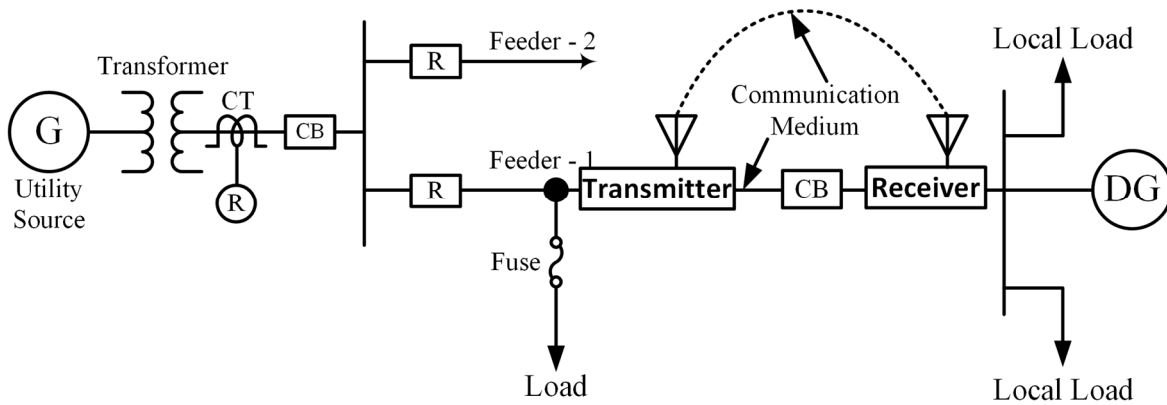 Transformer
CT
G
Utility
Source
R
CB
R
Feeder - 2
R
Feeder - 1
Fuse
Load
Transmitter
Communication
Medium
CB
Receiver
Local Load
DG
Local Load